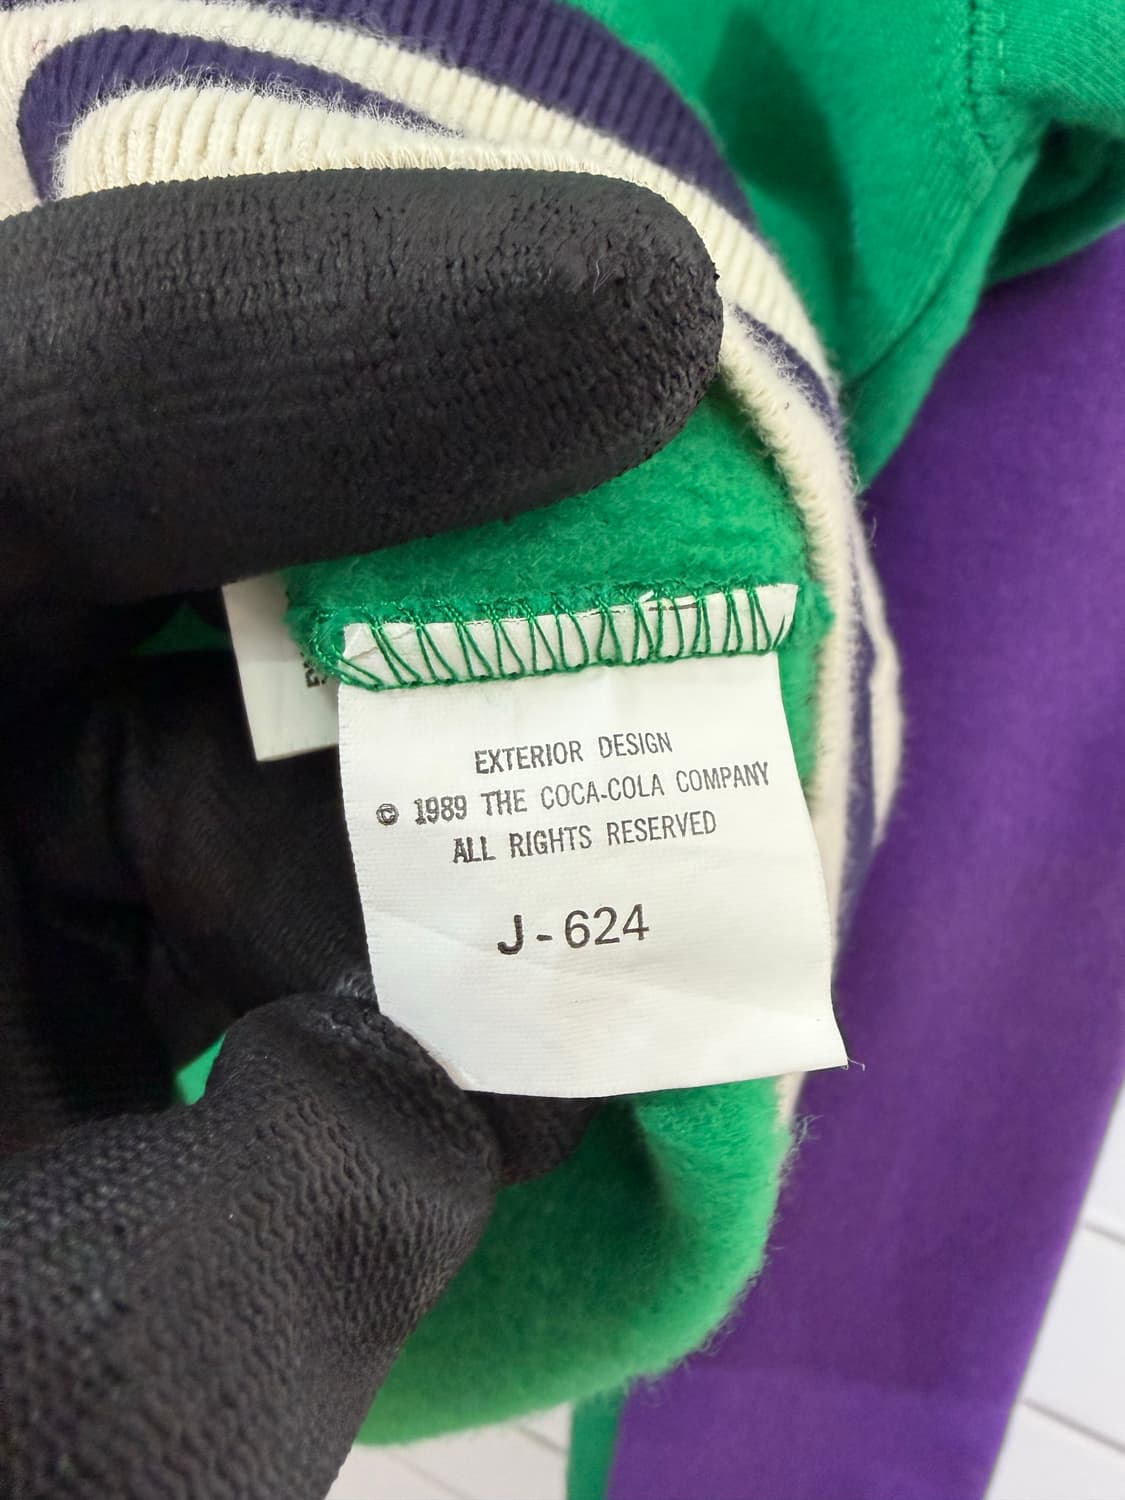 EXTERIOR DESIGN
© 1989 THE COCA-COLA COMPANY
ALL RIGHTS RESERVED
J-624